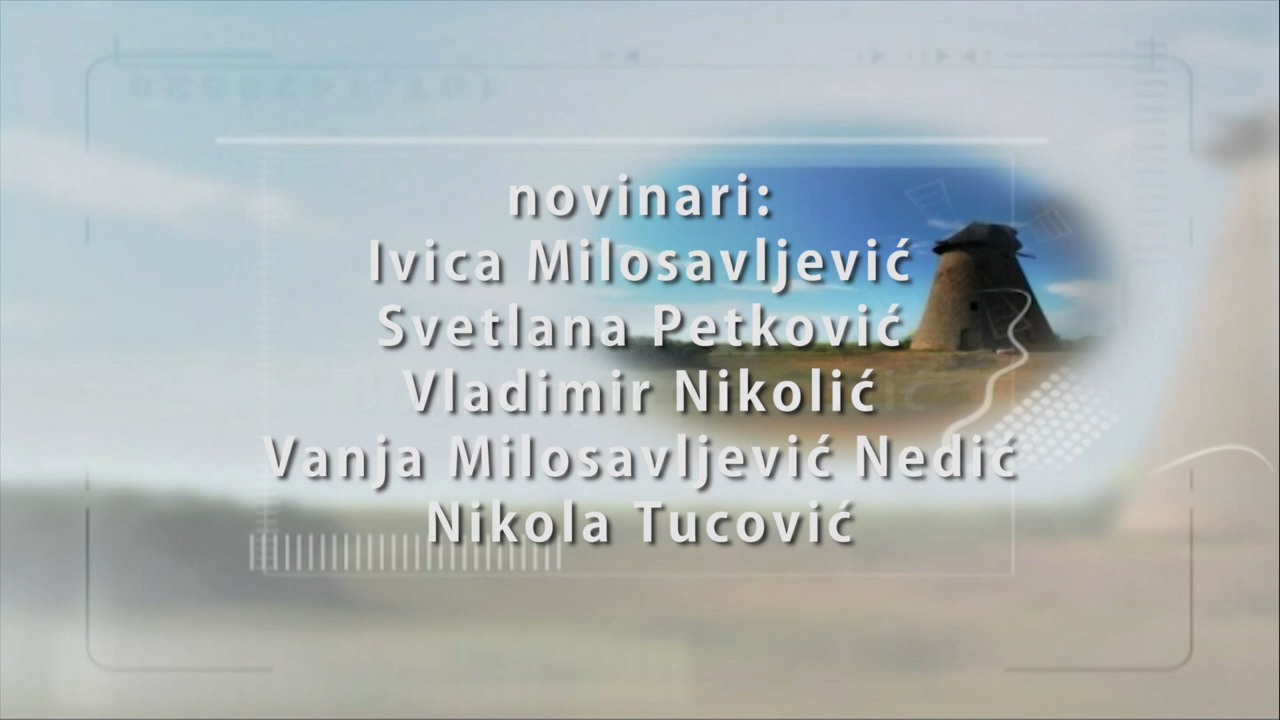 novinari:
Ivica Milosavljević
Svetlana Petković
Vladimir Nikolić
Vanja Milosavljević Nedić
Nikola Tucović